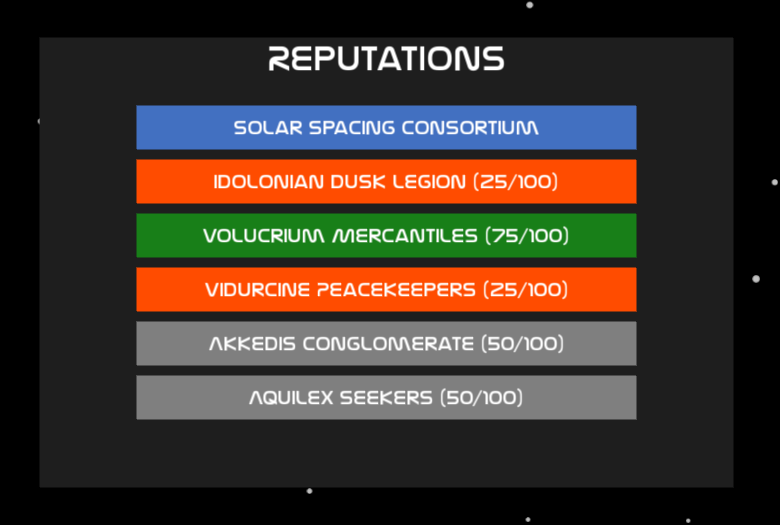 REPUTATIONS
SOLAR SPACING CONSORTIUM
IDOLONIAN DUSK LEGION (25/100)
VOLUCRIUM MERCANTILES (75/100)
VIDURCINE PEACEKEEPERS (25/100)
AKKEDIS CONGLOMERATE (50/100)
AQUILEX SEEKERS (50/100)